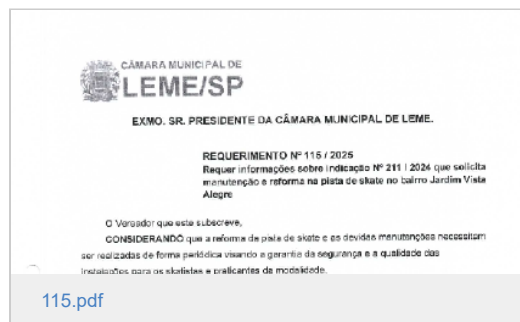 CÂMARA MUNICIPAL DE
LEME/SP
EXMO. SR. PRESIDENTE DA CÂMARA MUNICIPAL DE LEME.
REQUERIMENTO Nº 115 / 2025
Requer informações sobre indicação Nº 211 / 2024 que solicita
manutenção e reforma na pista de skate no bairro Jardim Vista
Alegre
O Vereador que este subscreve,
CONSIDERANDO que a reforma da pista de skate e as devidas manutenções necessitam
ser realizadas de forma periódica visando a garantia da segurança e a qualidade das
instalações para os skatistas e praticantes da modalidade.
115.pdf